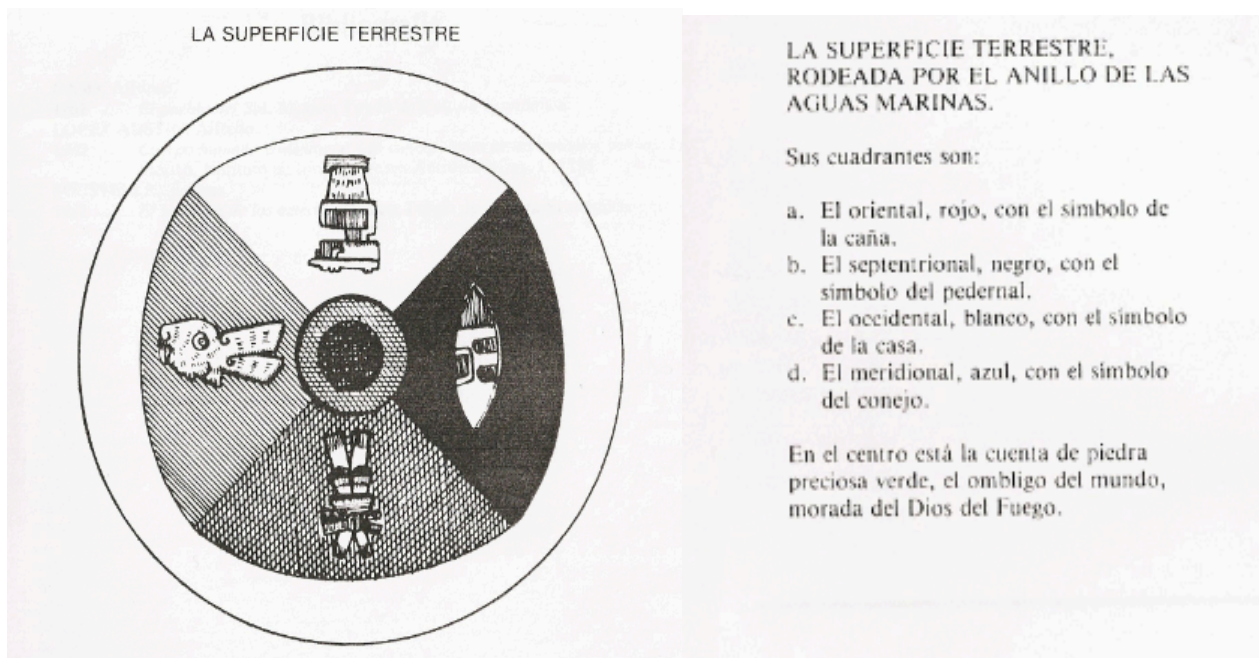 LA SUPERFICIE TERRESTRE
LA SUPERFICIE TERRESTRE,
RODEADA POR EL ANILLO DE LAS
AGUAS MARINAS.
Sus cuadrantes son:
a. El oriental, rojo, con el símbolo de
la caña.
b. El septentrional, negro, con el
símbolo del pedernal.
c. El occidental, blanco, con el símbolo
de la casa.
d. El meridional, azul, con el símbolo
del conejo.
En el centro está la cuenta de piedra
preciosa verde, el ombligo del mundo,
morada del Dios del Fuego.